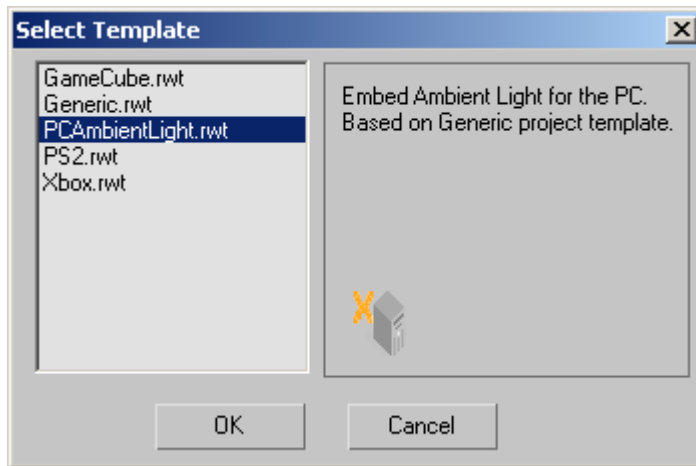 Select Template
GameCube.rwt
Generic.rwt
PCAmbientLight.rwt
PS2.rwt
Xbox.rwt
Embed Ambient Light for the PC.
Based on Generic project template.
OK
Cancel